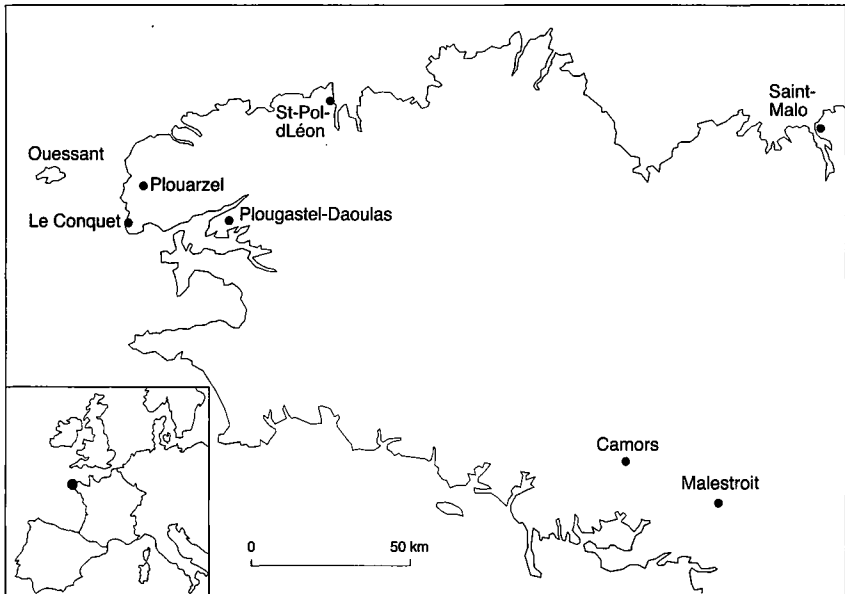 Saint-
Malo
St-Pol-
dLéon
Ouessant
Plouarzel
Le Conquet
Plougastel-Daoulas
Camors
Malestroit
0 50 km